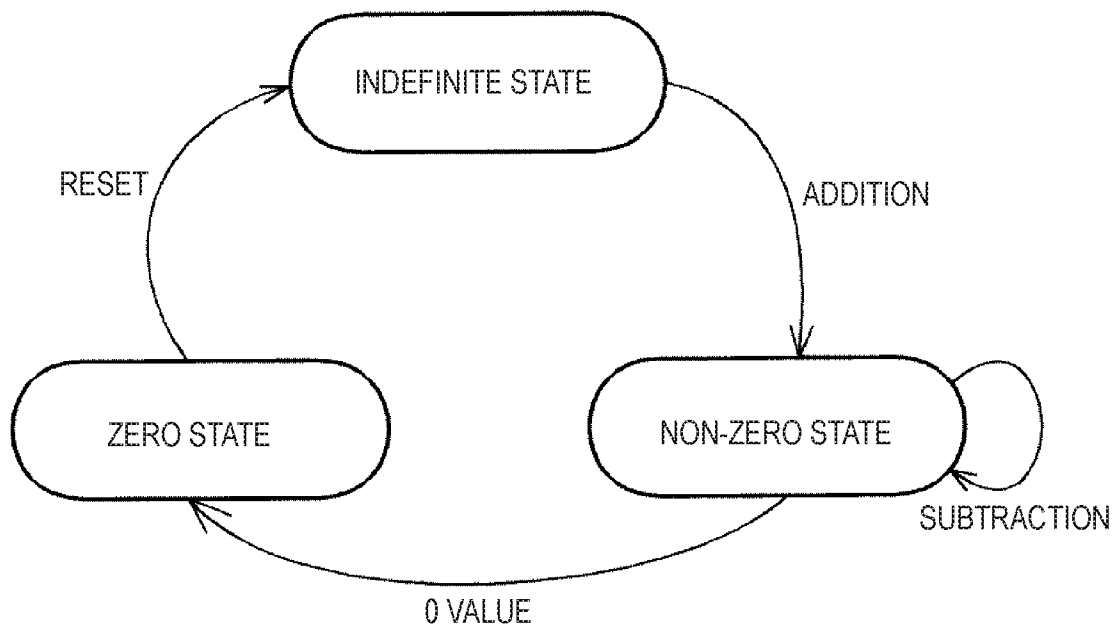 INDEFINITE STATE
RESET
ADDITION
ZERO STATE
NON-ZERO STATE
SUBTRACTION
0 VALUE